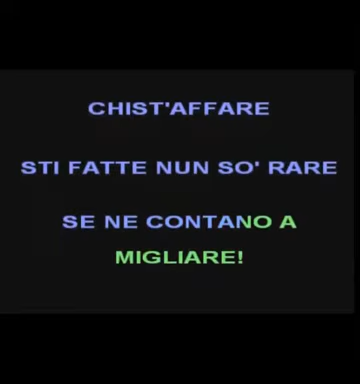 CHIST'AFFARE
STI FATTE NUN SO' RARE
SE NE CONTANO A
MIGLIARE!